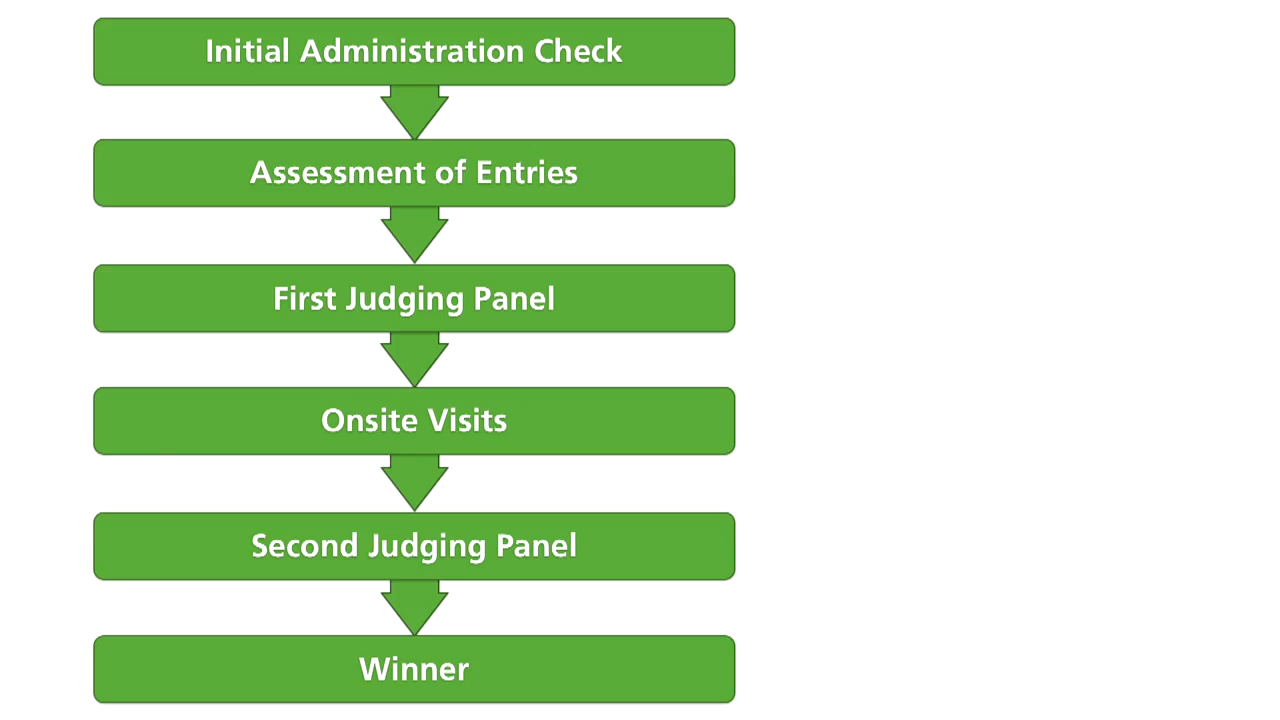 Initial Administration Check
Assessment of Entries
First Judging Panel
Onsite Visits
Second Judging Panel
Winner